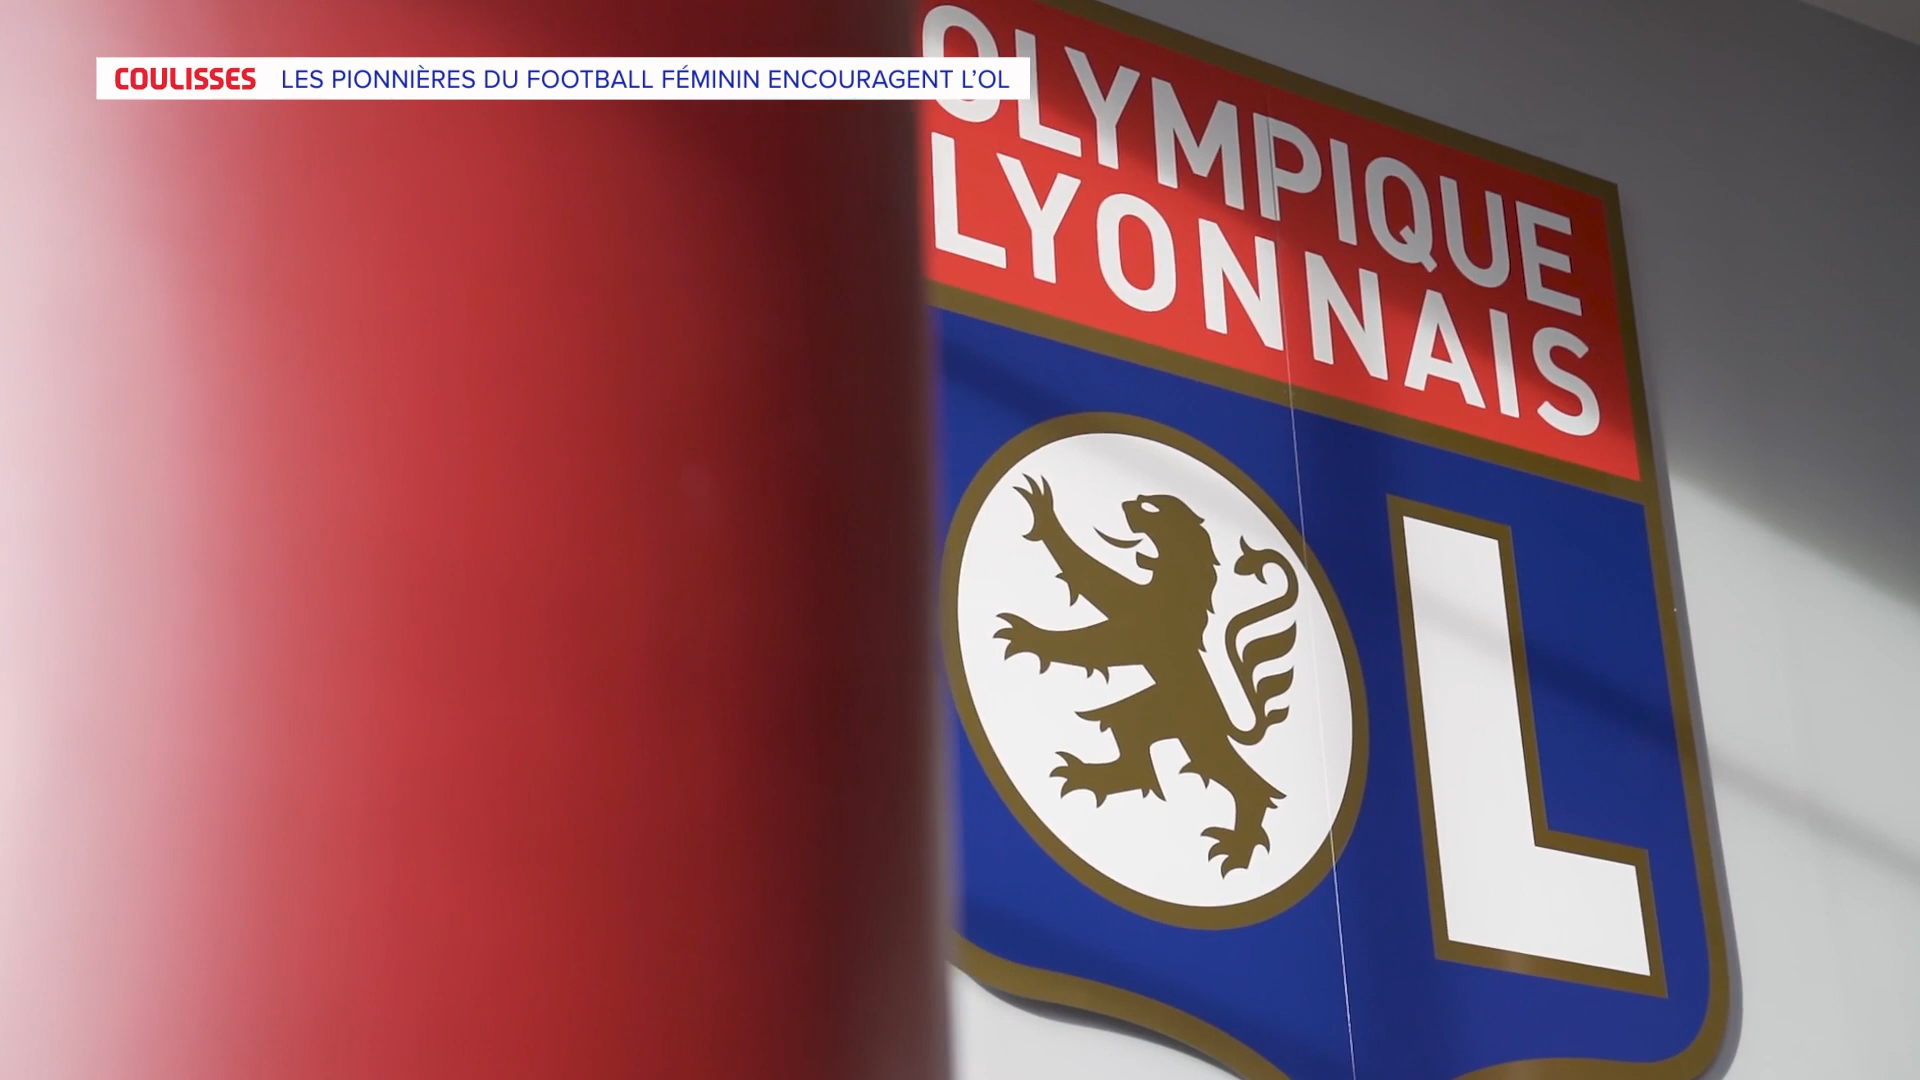 COULISSES LES PIONNIÈRES DU FOOTBALL FÉMININ ENCOURAGENT L'OL
OLYMPIQUE
LYONNAIS
OL